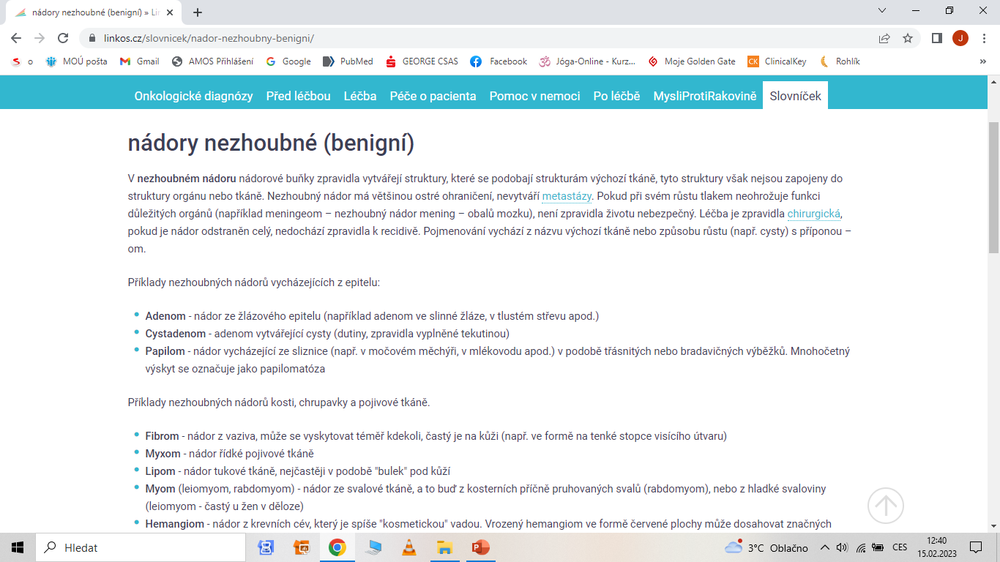 nádory nezhoubné (benigní) » Lin
linkos.cz/slovnicek/nador-nezhoubny-benigni/
J
o MOÚ pošta Gmail AMOS Přihlášení Google PubMed GEORGE CSAS Facebook Jóga-Online - Kurz... Moje Golden Gate CK ClinicalKey Rohlík »
Onkologické diagnózy Před léčbou Léčba Péče o pacienta Pomoc v nemoci Po léčbě MysliProtiRakovině Slovníček
nádory nezhoubné (benigní)
V nezhoubném nádoru nádorové buňky zpravidla vytvářejí struktury, které se podobají strukturám výchozí tkáně, tyto struktury však nejsou zapojeny do
struktury orgánu nebo tkáně. Nezhoubný nádor má většinou ostré ohraničení, nevytváří metastázy. Pokud při svém růstu tlakem neohrožuje funkci
důležitých orgánů (například meningeom – nezhoubný nádor mening – obalů mozku), není zpravidla životu nebezpečný. Léčba je zpravidla chirurgická,
pokud je nádor odstraněn celý, nedochází zpravidla k recidivě. Pojmenování vychází z názvu výchozí tkáně nebo způsobu růstu (např. cysty) s příponou –
om.
Příklady nezhoubných nádorů vycházejících z epitelu:
Adenom - nádor ze žlázového epitelu (například adenom ve slinné žláze, v tlustém střevu apod.)
Cystadenom - adenom vytvářející cysty (dutiny, zpravidla vyplněné tekutinou)
Papilom - nádor vycházející ze sliznice (např. v močovém měchýři, v mlékovodu apod.) v podobě třásnitých nebo bradavičných výběžků. Mnohočetný
výskyt se označuje jako papilomatóza
Příklady nezhoubných nádorů kosti, chrupavky a pojivové tkáně.
Fibrom - nádor z vaziva, může se vyskytovat téměř kdekoli, častý je na kůži (např. ve formě na tenké stopce visícího útvaru)
Myxom - nádor řídké pojivové tkáně
Lipom - nádor tukové tkáně, nejčastěji v podobě "bulek" pod kůží
Myom (leiomyom, rabdomyom) - nádor ze svalové tkáně, a to buď z kosterních příčně pruhovaných svalů (rabdomyom), nebo z hladké svaloviny
(leiomyom - častý u žen v děloze)
Hemangiom - nádor z krevních cév, který je spíše "kosmetickou" vadou. Vrozený hemangiom ve formě červené plochy může dosahovat značných
Hledat 3°C Oblačno CES 12:40
15.02.2023